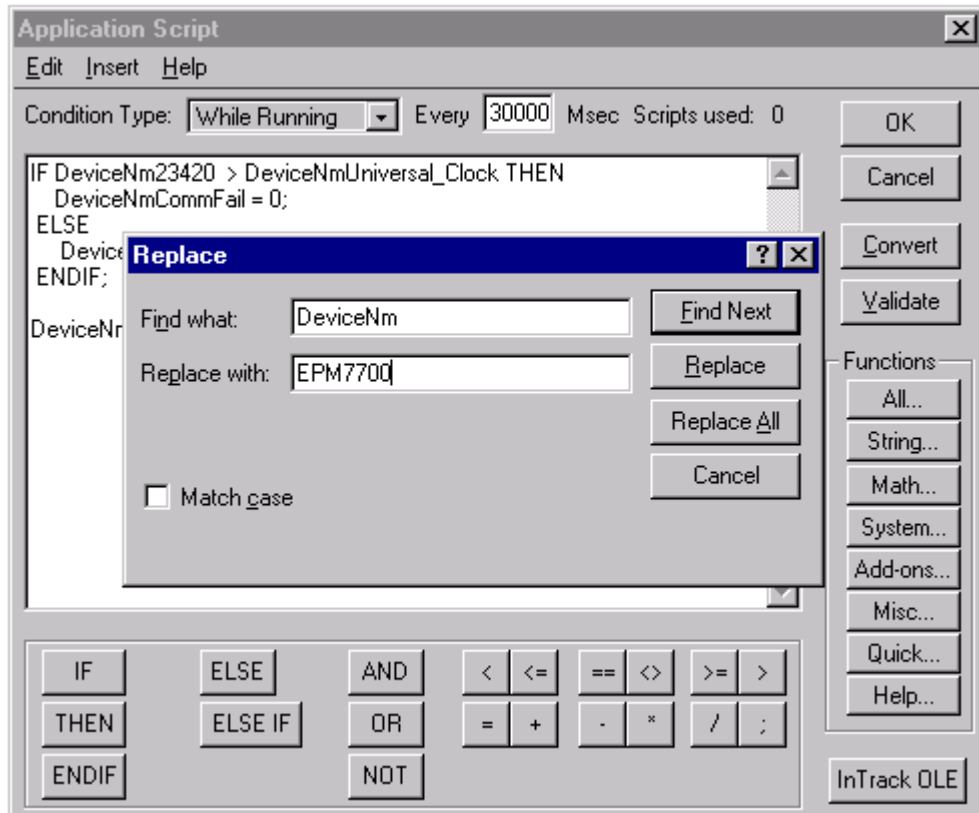 Application Script
Edit Insert Help
Condition Type: While Running Every 30000 Msec Scripts used: 0
OK
Cancel
Convert
Validate
IF DeviceNm23420 > DeviceNmUniversal_Clock THEN
DeviceNmCommFail = 0;
ELSE
Device
ENDIF;
Replace
?
Find what: DeviceNm
Find Next
Replace with: EPM7700
Replace
Replace All
Cancel
Match case
Functions
All...
String...
Math...
System...
Add-ons...
Misc...
Quick...
Help...
IF ELSE AND < <= == <> >= >
THEN ELSE IF OR = + - * / ;
ENDIF NOT
InTrack OLE